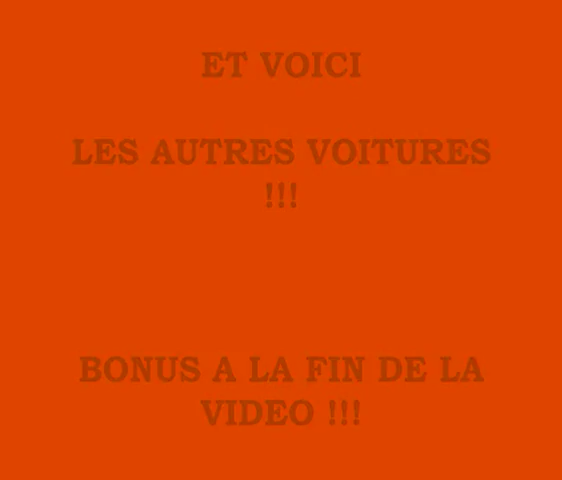 ET VOICI
LES AUTRES VOITURES
!!!
BONUS A LA FIN DE LA
VIDEO !!!